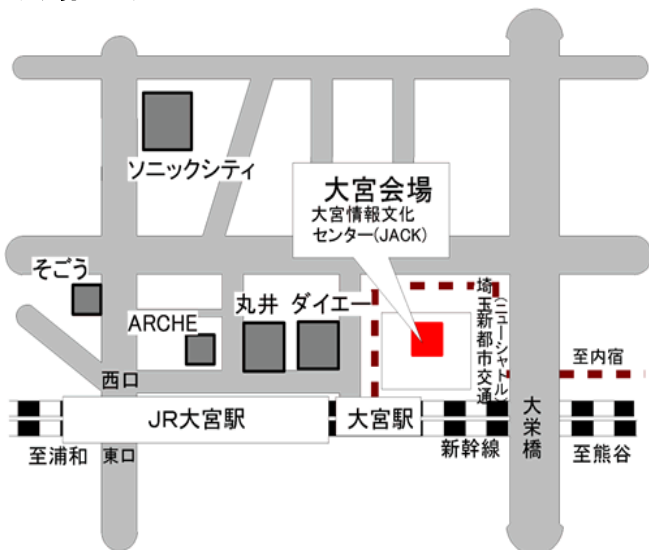 ソニックシティ
大宮会場
大宮情報文化
センター(JACK)
そごう
ARCHE
丸井
ダイエー
埼玉新都市交通
(ニューシャトル)
至内宿
西口
JR大宮駅
大宮駅
大栄橋
至浦和
東口
新幹線
至熊谷